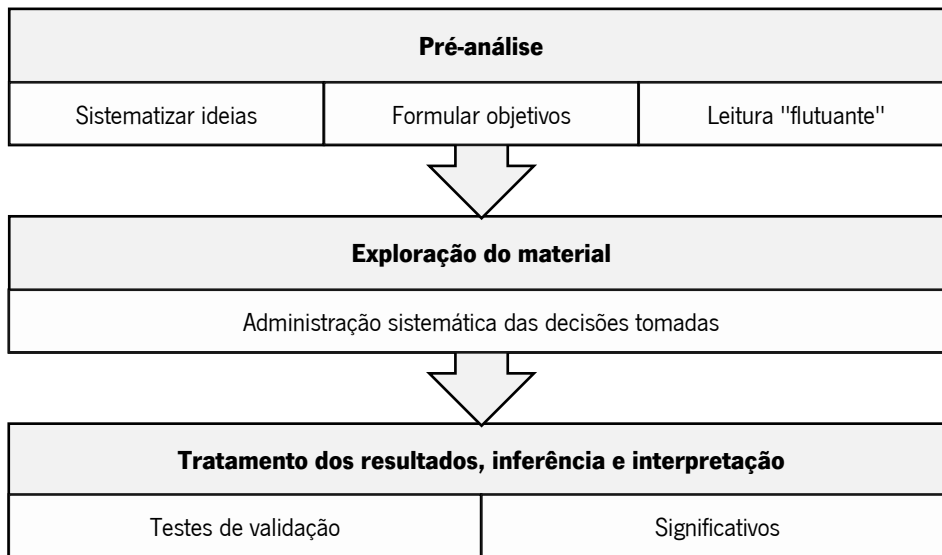 Pré-análise
Sistematizar ideias
Formular objetivos
Leitura "flutuante"
Exploração do material
Administração sistemática das decisões tomadas
Tratamento dos resultados, inferência e interpretação
Testes de validação
Significativos